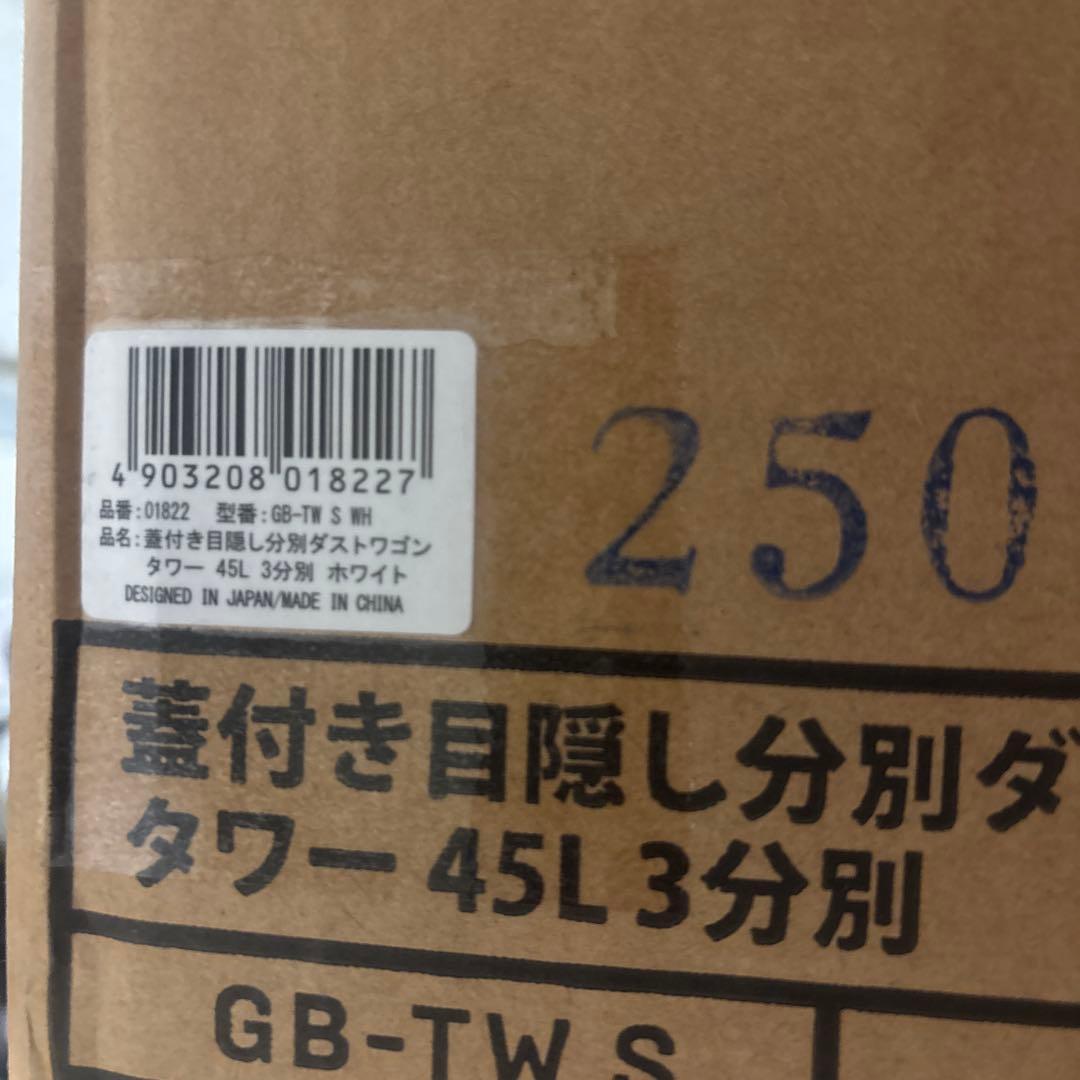 4 903208 018227
品番:01822 型番:GB-TW S WH
品名:蓋付き目隠し分別ダストワゴン
タワー 45L 3分別 ホワイト
DESIGNED IN JAPAN/MADE IN CHINA
250
蓋付き目隠し分別ダ
タワー 45L 3分別
GB-TW S